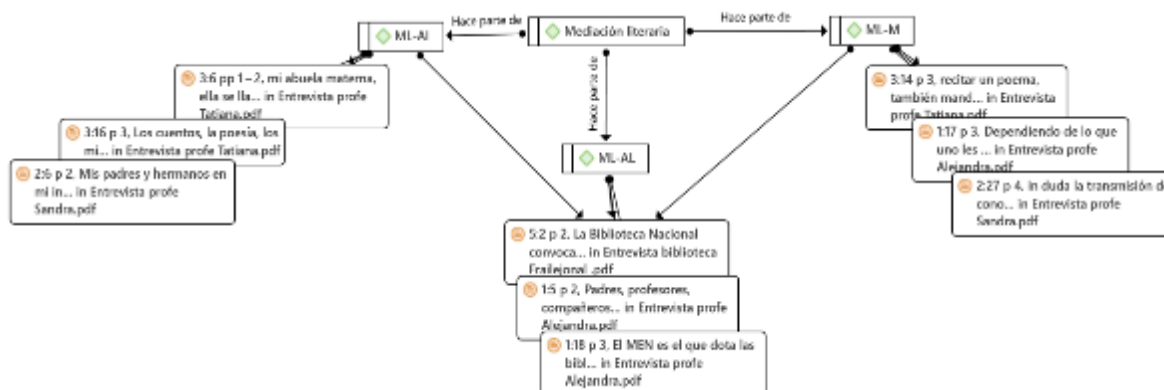 Hace parte de
Mediación literaria
Hace parte de
ML-AI
ML-M
Hace parte de
ML-AL
3:6 pp 1–2, mi abuela materna,
ella se lla... in Entrevista profe
Tatiana.pdf
3:16 p 3, Los cuentos, la poesía, los
mi... in Entrevista profe Tatiana.pdf
2:6 p 2, Mis padres y hermanos en
mi in... in Entrevista profe
Sandra.pdf
3:14 p 3, recitar un poema,
también mand... in Entrevista
profe Tatiana.pdf
1:17 p 3, Dependiendo de lo que
uno les ... in Entrevista profe
Alejandra.pdf
2:27 p 4, in duda la transmisión de
cono... in Entrevista profe
Sandra.pdf
5:2 p 2, La Biblioteca Nacional
convoca... in Entrevista biblioteca
Frailejonal .pdf
1:5 p 2, Padres, profesores,
compañeros... in Entrevista profe
Alejandra.pdf
1:18 p 3, El MEN es el que dota las
bibl... in Entrevista profe
Alejandra.pdf